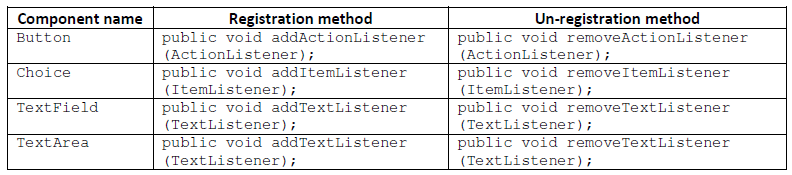 Component name Registration method Un-registration method
Button public void addActionListener public void removeActionListener
(ActionListener); (ActionListener);
Choice public void addItemListener public void removeItemListener
(ItemListener); (ItemListener);
TextField public void addTextListener public void removeTextListener
(TextListener); (TextListener);
TextArea public void addTextListener public void removeTextListener
(TextListener); (TextListener);